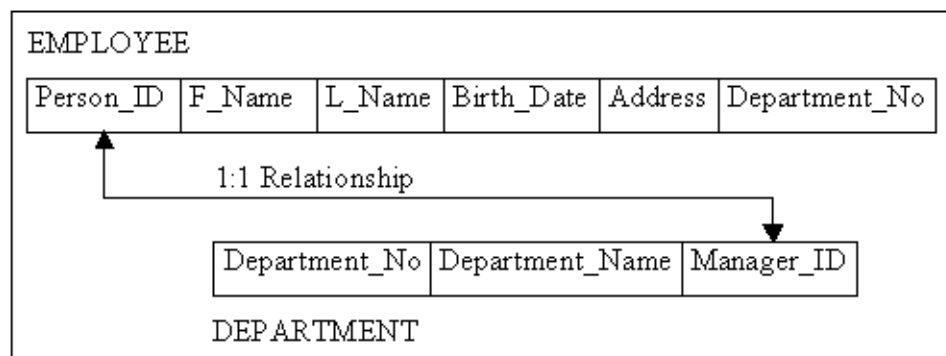 EMPLOYEE
Person_ID F_Name L_Name Birth_Date Address Department_No
1:1 Relationship
Department_No Department_Name Manager_ID
DEPARTMENT